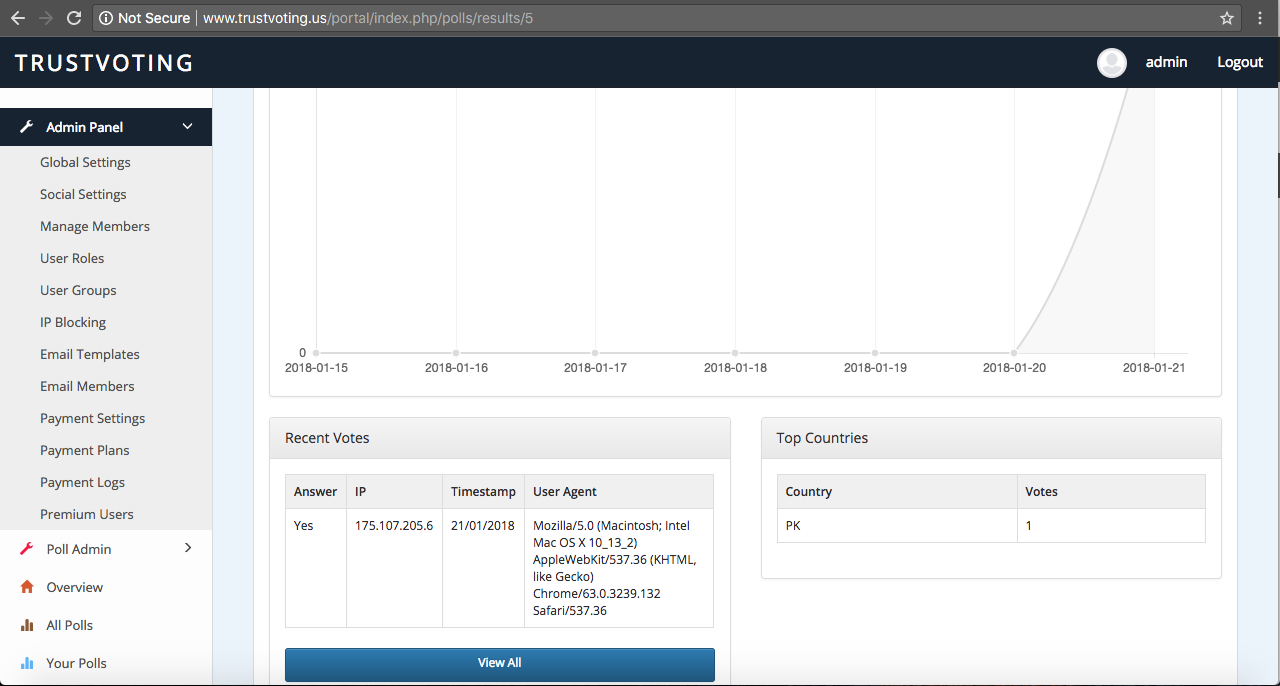 Not Secure | www.trustvoting.us/portal/index.php/polls/results/5
TRUSTVOTING
admin
Logout
Admin Panel
Global Settings
Social Settings
Manage Members
User Roles
User Groups
IP Blocking
Email Templates
Email Members
Payment Settings
Payment Plans
Payment Logs
Premium Users
Poll Admin
Overview
All Polls
Your Polls
0
2018-01-15 2018-01-16 2018-01-17 2018-01-18 2018-01-19 2018-01-20 2018-01-21
Recent Votes
Answer IP Timestamp User Agent
Yes 175.107.205.6 21/01/2018 Mozilla/5.0 (Macintosh; Intel
Mac OS X 10_13_2)
AppleWebKit/537.36 (KHTML,
like Gecko)
Chrome/63.0.3239.132
Safari/537.36
View All
Top Countries
Country Votes
PK 1